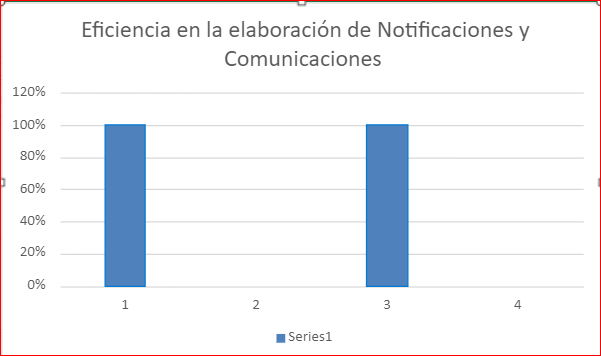 Eficiencia en la elaboración de Notificaciones y
Comunicaciones
120%
100%
80%
60%
40%
20%
0%
1 2 3 4
Series1